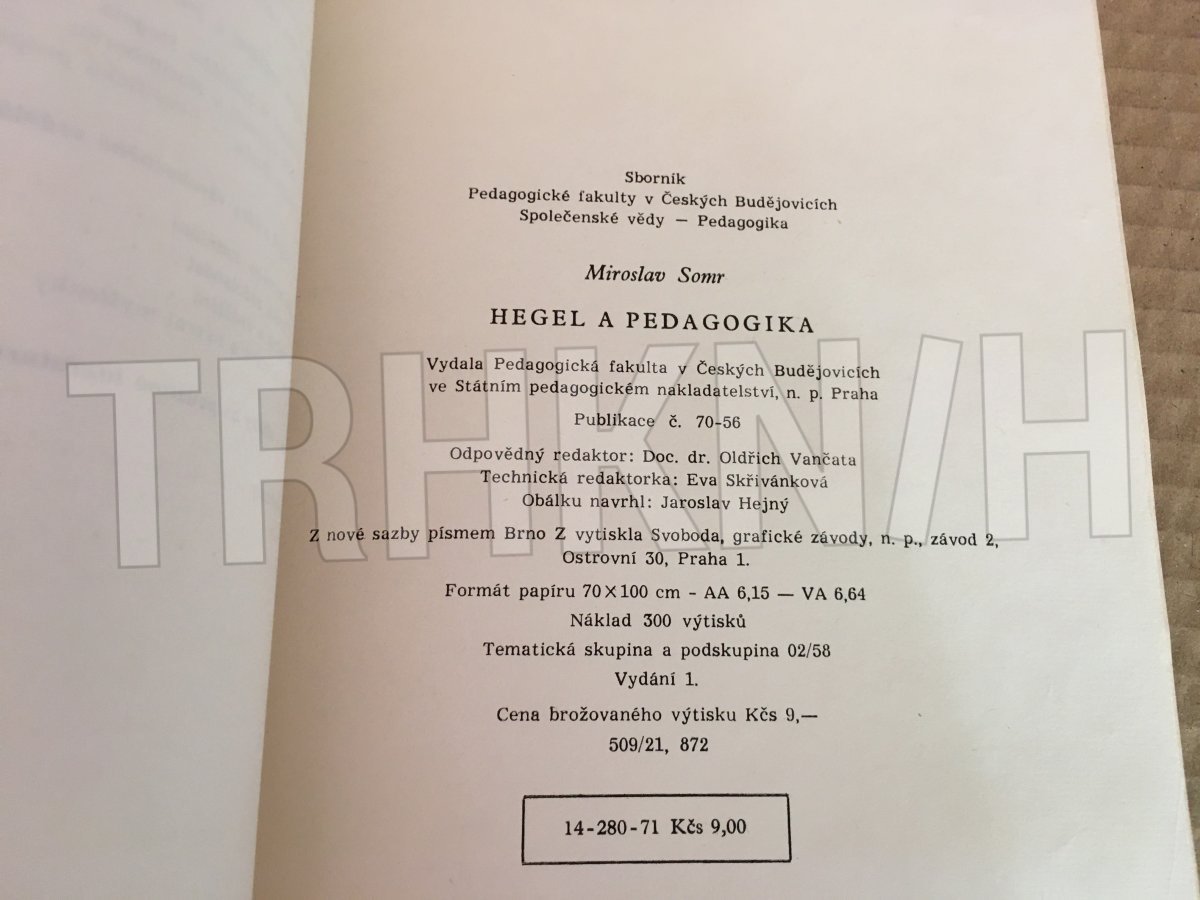 Sborník
Pedagogické fakulty v Českých Budějovicích
Společenské vědy — Pedagogika
Miroslav Somr
HEGEL A PEDAGOGIKA
Vydala Pedagogická fakulta v Českých Budějovicích
ve Státním pedagogickém nakladatelství, n. p. Praha
Publikace č. 70-56
Odpovědný redaktor: Doc. dr. Oldřich Vančata
Technická redaktorka: Eva Skřivánková
Obálku navrhl: Jaroslav Hejný
Z nové sazby písmem Brno Z vytiskla Svoboda, grafické závody, n. p., závod 2,
Ostrovní 30, Praha 1.
Formát papíru 70×100 cm - AA 6,15 — VA 6,64
Náklad 300 výtisků
Tematická skupina a podskupina 02/58
Vydání 1.
Cena brožovaného výtisku Kčs 9,—
509/21, 872
14-280-71 Kčs 9,00
TRHKN/H